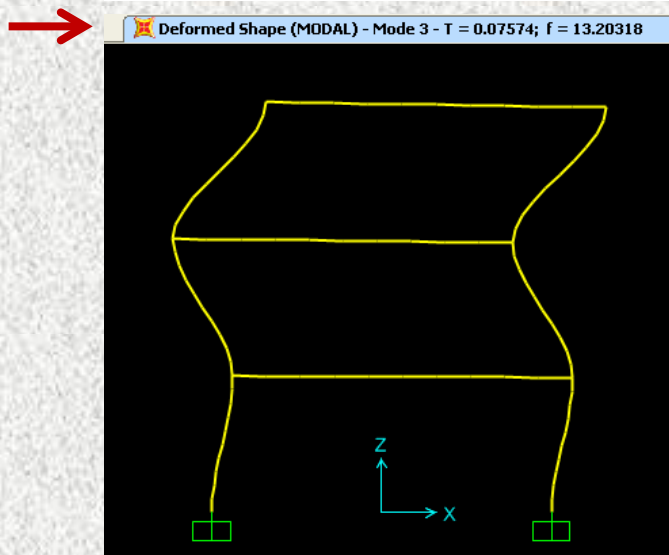 Deformed Shape (MODAL) - Mode 3 - T = 0.07574; f = 13.20318
Z
X